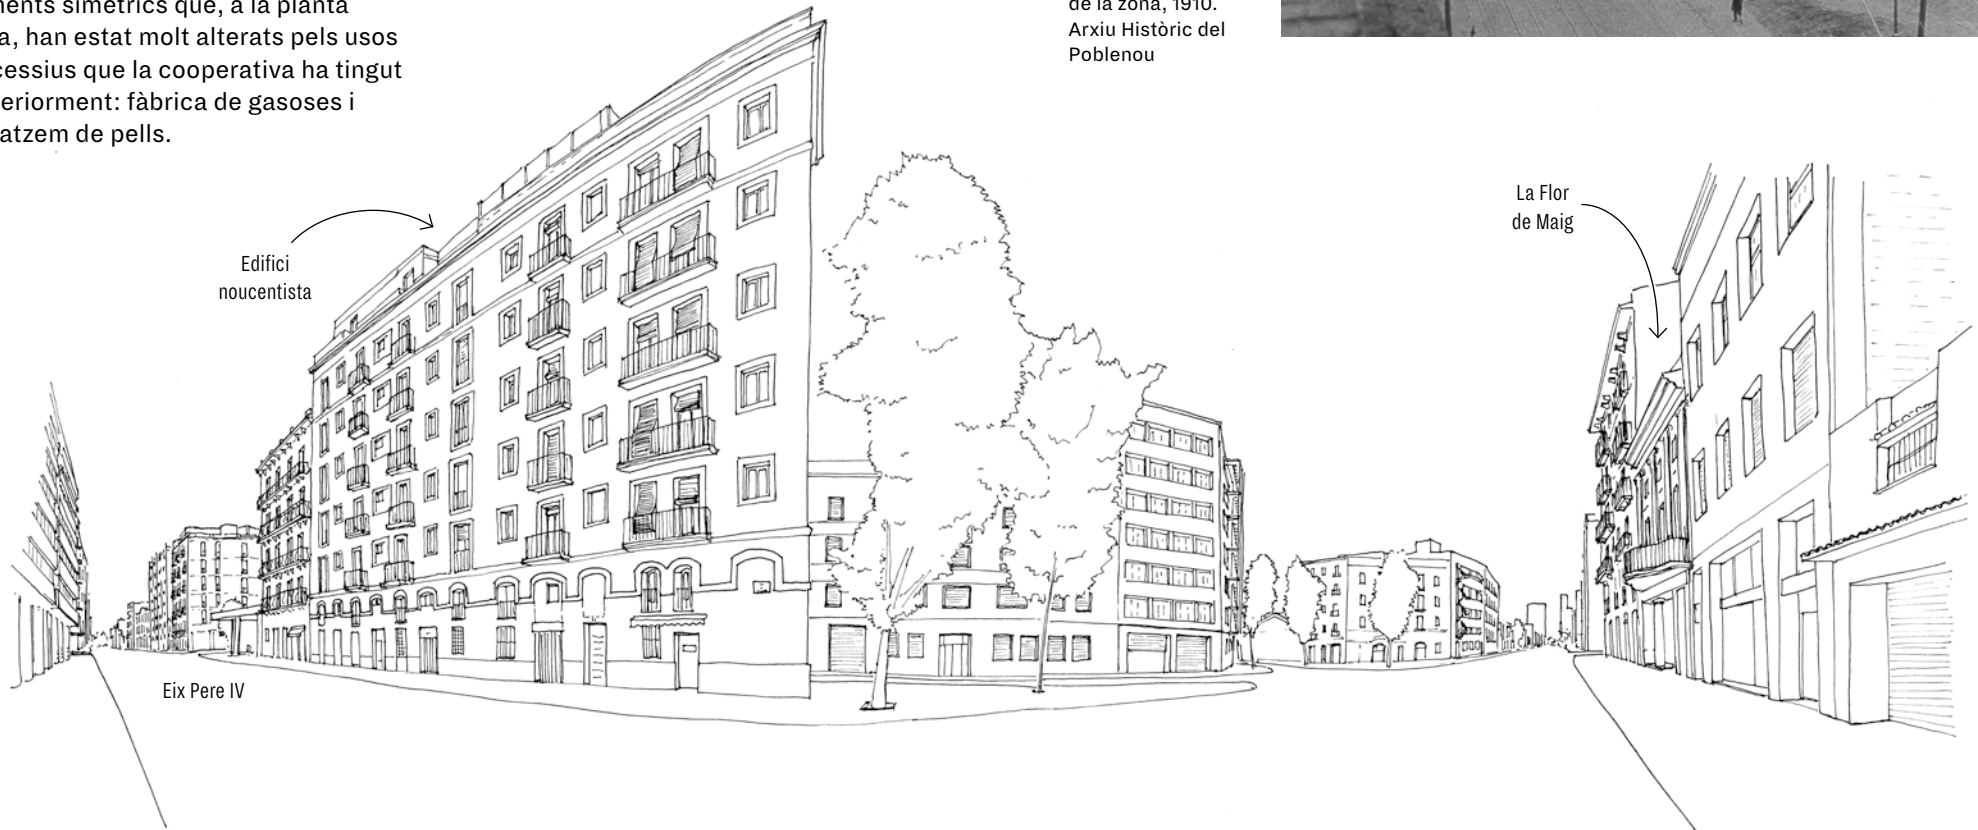 ments simètrics que, a la planta
a, han estat molt alterats pels usos
cessius que la cooperativa ha tingut
eriorment: fàbrica de gasoses i
atzem de pells.
de la zona, 1910.
Arxiu Històric del
Poblenou
Edifici
noucentista
La Flor
de Maig
Eix Pere IV